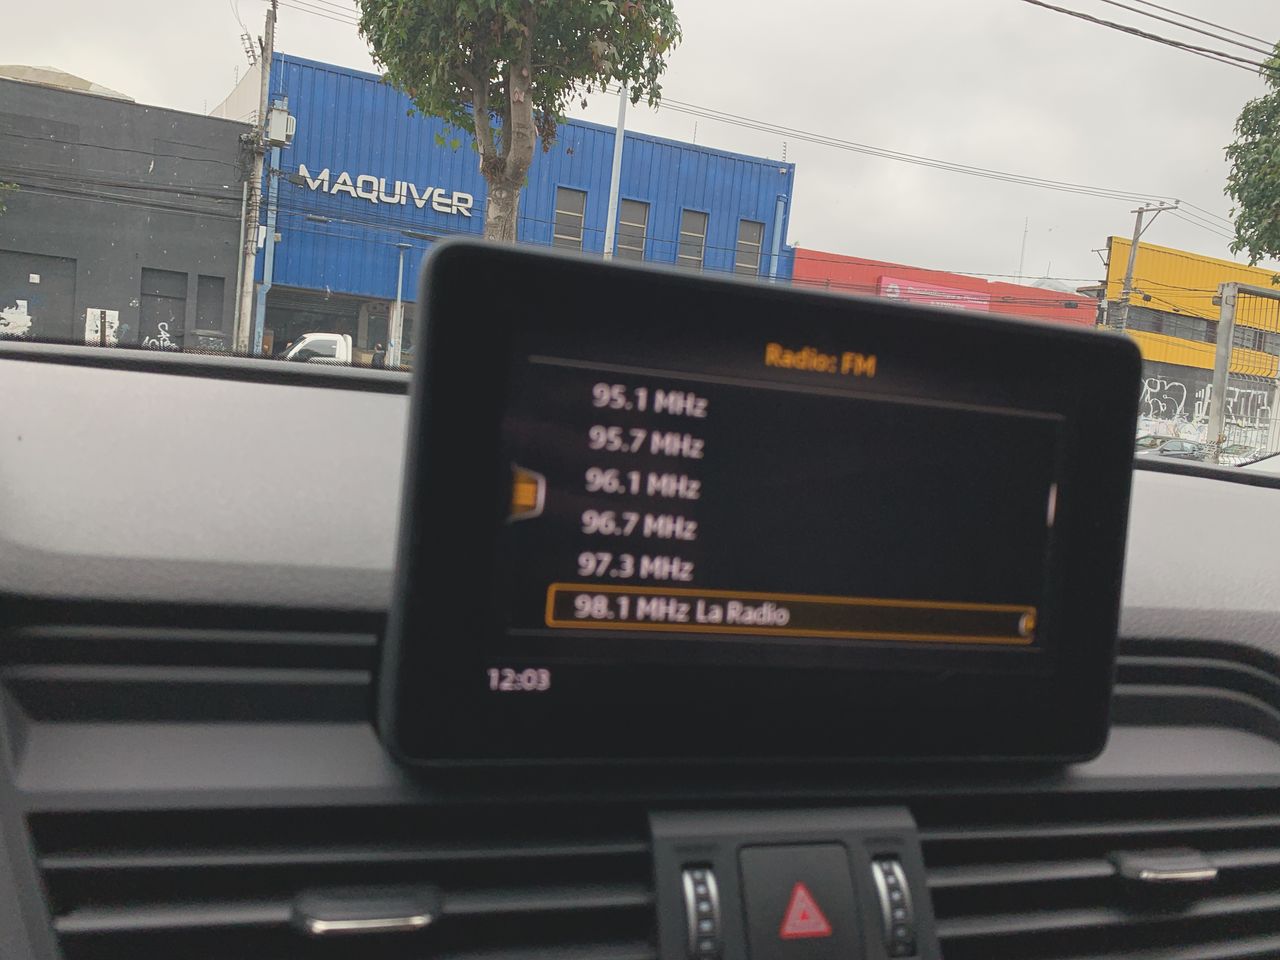 MAQUIVER
Radio: FM
95.1 MHz
95.7 MHz
96.1 MHz
96.7 MHz
97.3 MHz
98.1 MHz La Radio
12:03